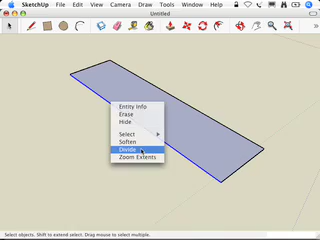 SketchUp File Edit View Camera Draw Tools Window Help
Untitled
Entity Info
Erase
Hide
Select
Soften
Divide
Zoom Extents
Select objects. Shift to extend select. Drag mouse to select multiple.